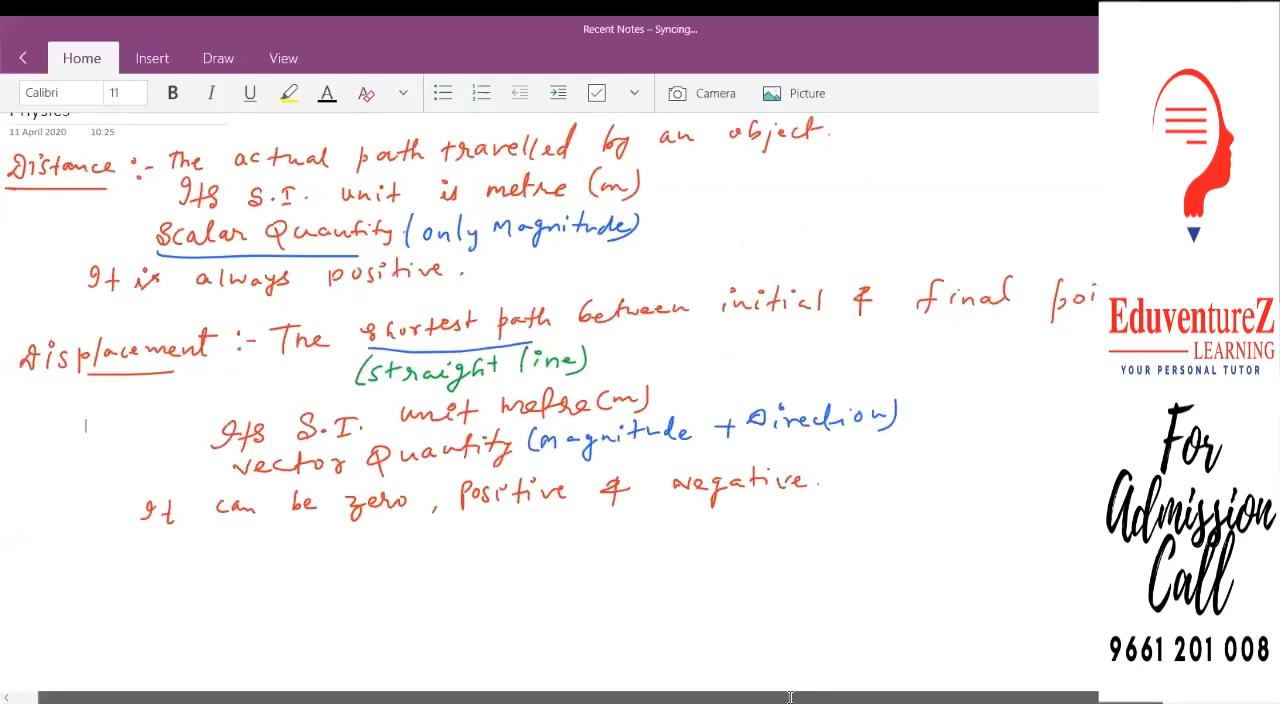 Recent Notes – Syncing...
Home Insert Draw View
Calibri 11 B I U A Camera Picture
Physics
11 April 2020 10:25
Distance :- The actual path travelled by an object.
Its S.I. unit is metre (m)
Scalar Quantity (only Magnitude)
It is always positive.
Displacement :- The shortest path between initial & final poi
(straight line)
Its S.I. unit metre(m)
vector Quantity (Magnitude + Direction)
It can be zero, Positive & negative.
EduventureZ
LEARNING
YOUR PERSONAL TUTOR
For
Admission
Call
9661 201 008